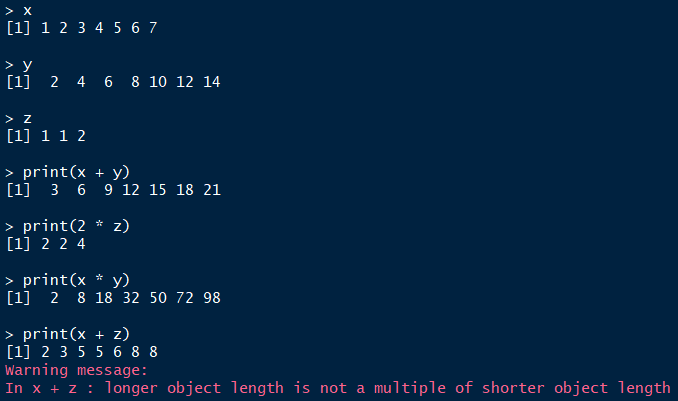 > x
[1] 1 2 3 4 5 6 7
> y
[1]  2  4  6  8 10 12 14
> z
[1] 1 1 2
> print(x + y)
[1]  3  6  9 12 15 18 21
> print(2 * z)
[1] 2 2 4
> print(x * y)
[1]  2  8 18 32 50 72 98
> print(x + z)
[1] 2 3 5 5 6 8 8
Warning message:
In x + z : longer object length is not a multiple of shorter object length